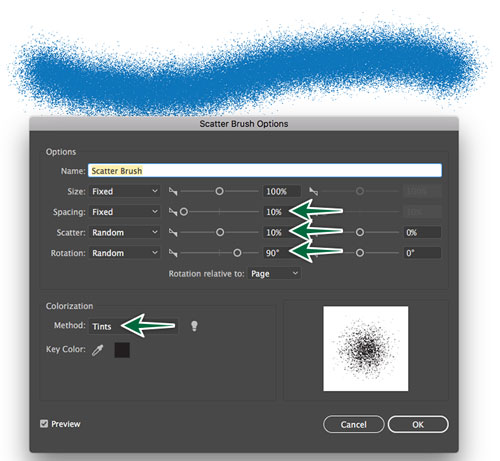 Scatter Brush Options
Options
Name: Scatter Brush
Size: Fixed 100% 100%
Spacing: Fixed 10% 10%
Scatter: Random 10% 0%
Rotation: Random 90° 0°
Rotation relative to: Page
Colorization
Method: Tints
Key Color:
Preview Cancel OK